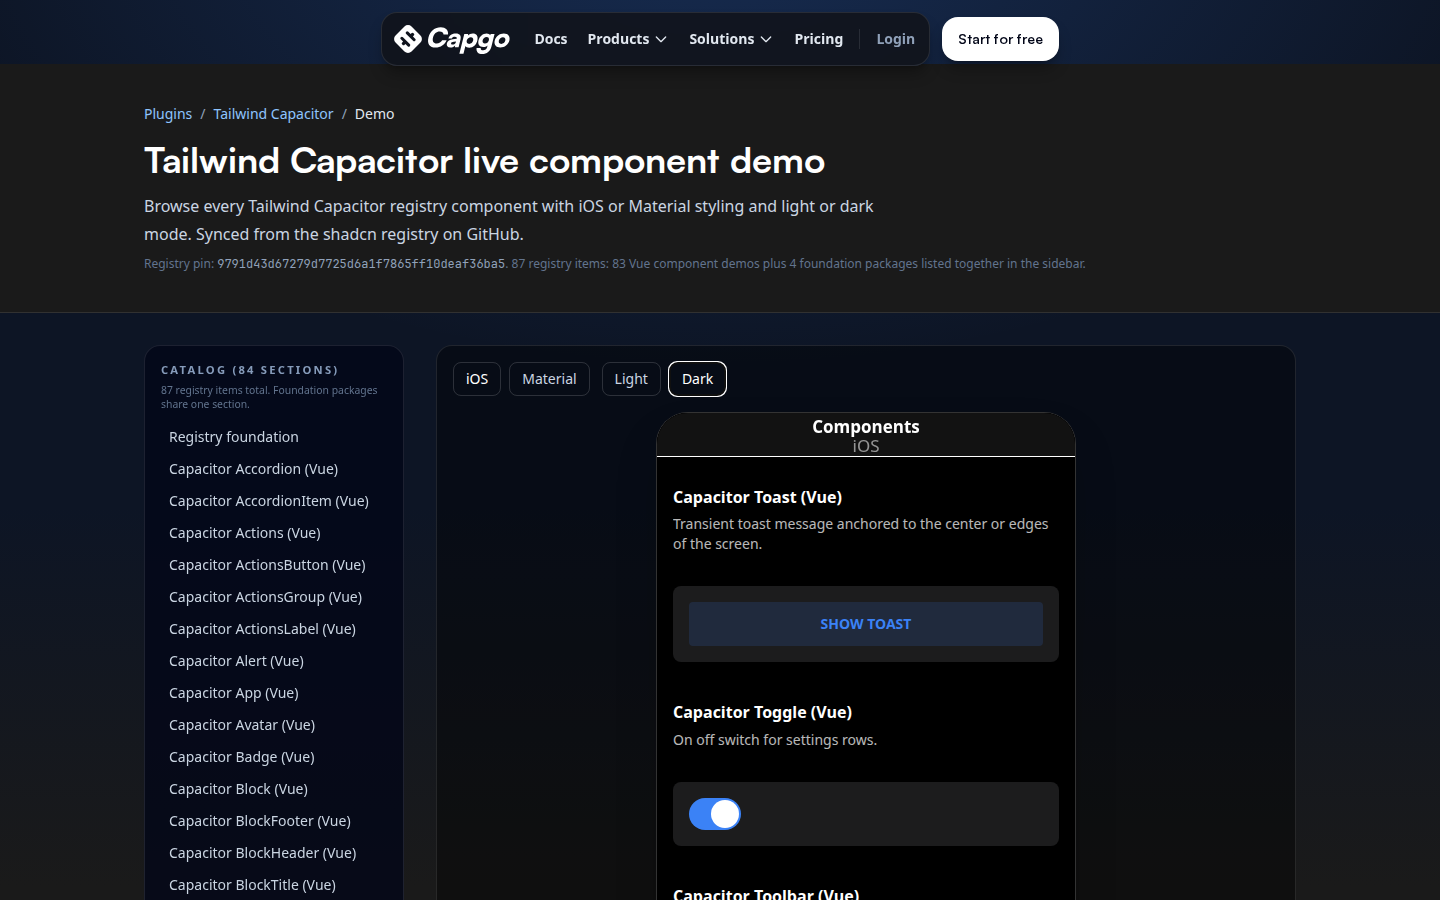 Capgo
Docs
Products
Solutions
Pricing
Login
Start for free
Plugins / Tailwind Capacitor / Demo
Tailwind Capacitor live component demo
Browse every Tailwind Capacitor registry component with iOS or Material styling and light or dark
mode. Synced from the shadcn registry on GitHub.
Registry pin: 9791d43d67279d7725d6a1f7865ff10deaf36ba5. 87 registry items: 83 Vue component demos plus 4 foundation packages listed together in the sidebar.
CATALOG (84 SECTIONS)
87 registry items total. Foundation packages
share one section.
Registry foundation
Capacitor Accordion (Vue)
Capacitor AccordionItem (Vue)
Capacitor Actions (Vue)
Capacitor ActionsButton (Vue)
Capacitor ActionsGroup (Vue)
Capacitor ActionsLabel (Vue)
Capacitor Alert (Vue)
Capacitor App (Vue)
Capacitor Avatar (Vue)
Capacitor Badge (Vue)
Capacitor Block (Vue)
Capacitor BlockFooter (Vue)
Capacitor BlockHeader (Vue)
Capacitor BlockTitle (Vue)
iOS
Material
Light
Dark
Components
iOS
Capacitor Toast (Vue)
Transient toast message anchored to the center or edges
of the screen.
SHOW TOAST
Capacitor Toggle (Vue)
On off switch for settings rows.
Capacitor Toolbar (Vue)